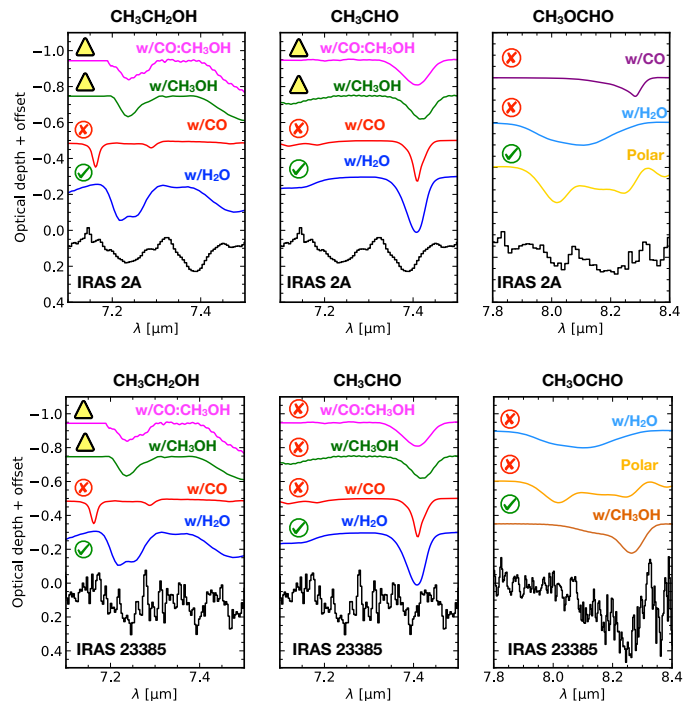 CH₃CH₂OH
CH₃CHO
CH₃OCHO
Optical depth + offset
−1.0
−0.8
−0.6
−0.4
−0.2
0.0
0.2
0.4
w/CO:CH₃OH
w/CH₃OH
w/CO
w/H₂O
IRAS 2A
7.2
7.4
λ [μm]
w/CO:CH₃OH
w/CH₃OH
w/CO
w/H₂O
IRAS 2A
7.2
7.4
λ [μm]
w/CO
w/H₂O
Polar
IRAS 2A
7.8
8.0
8.2
8.4
λ [μm]
CH₃CH₂OH
CH₃CHO
CH₃OCHO
Optical depth + offset
−1.0
−0.8
−0.6
−0.4
−0.2
0.0
0.2
0.4
w/CO:CH₃OH
w/CH₃OH
w/CO
w/H₂O
IRAS 23385
7.2
7.4
λ [μm]
w/CO:CH₃OH
w/CH₃OH
w/CO
w/H₂O
IRAS 23385
7.2
7.4
λ [μm]
w/H₂O
Polar
w/CH₃OH
IRAS 23385
7.8
8.0
8.2
8.4
λ [μm]